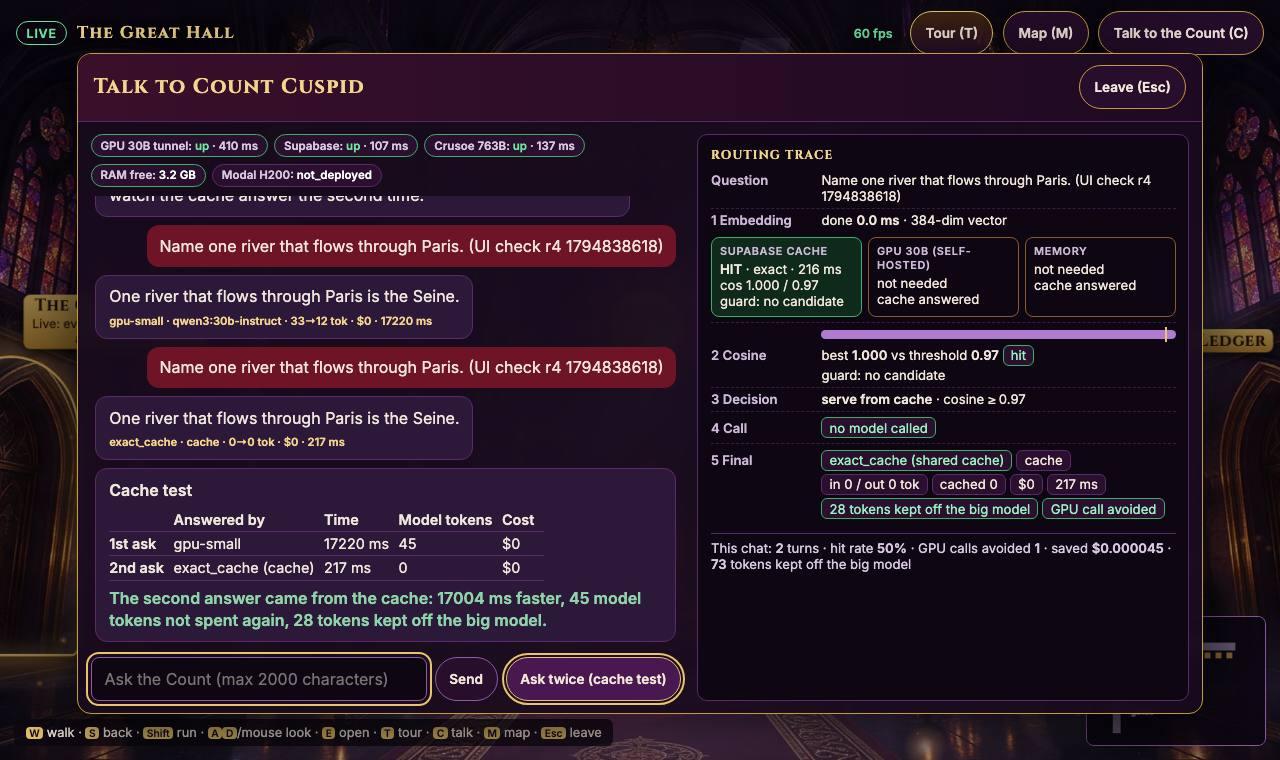 LIVE THE GREAT HALL
60 fps Tour (T) Map (M) Talk to the Count (C)
TALK TO COUNT CUSPID
Leave (Esc)
GPU 30B tunnel: up · 410 ms Supabase: up · 107 ms Crusoe 763B: up · 137 ms
RAM free: 3.2 GB Modal H200: not_deployed
watch the cache answer the second time.
Name one river that flows through Paris. (UI check r4 1794838618)
One river that flows through Paris is the Seine.
gpu-small · qwen3:30b-instruct · 33→12 tok · $0 · 17220 ms
Name one river that flows through Paris. (UI check r4 1794838618)
One river that flows through Paris is the Seine.
exact_cache · cache · 0→0 tok · $0 · 217 ms
Cache test
Answered by Time Model tokens Cost
1st ask gpu-small 17220 ms 45 $0
2nd ask exact_cache (cache) 217 ms 0 $0
The second answer came from the cache: 17004 ms faster, 45 model
tokens not spent again, 28 tokens kept off the big model.
Ask the Count (max 2000 characters) Send Ask twice (cache test)
ROUTING TRACE
Question Name one river that flows through Paris. (UI check r4
1794838618)
1 Embedding done 0.0 ms · 384-dim vector
SUPABASE CACHE
HIT · exact · 216 ms
cos 1.000 / 0.97
guard: no candidate
GPU 30B (SELF-
HOSTED)
not needed
cache answered
MEMORY
not needed
cache answered
2 Cosine best 1.000 vs threshold 0.97 hit
guard: no candidate
3 Decision serve from cache · cosine ≥ 0.97
4 Call no model called
5 Final exact_cache (shared cache) cache
in 0 / out 0 tok cached 0 $0 217 ms
28 tokens kept off the big model GPU call avoided
This chat: 2 turns · hit rate 50% · GPU calls avoided 1 · saved $0.000045 ·
73 tokens kept off the big model
THE
Live: ev
LEDGER
W walk · S back · Shift run · A D/mouse look · E open · T tour · C talk · M map · Esc leave